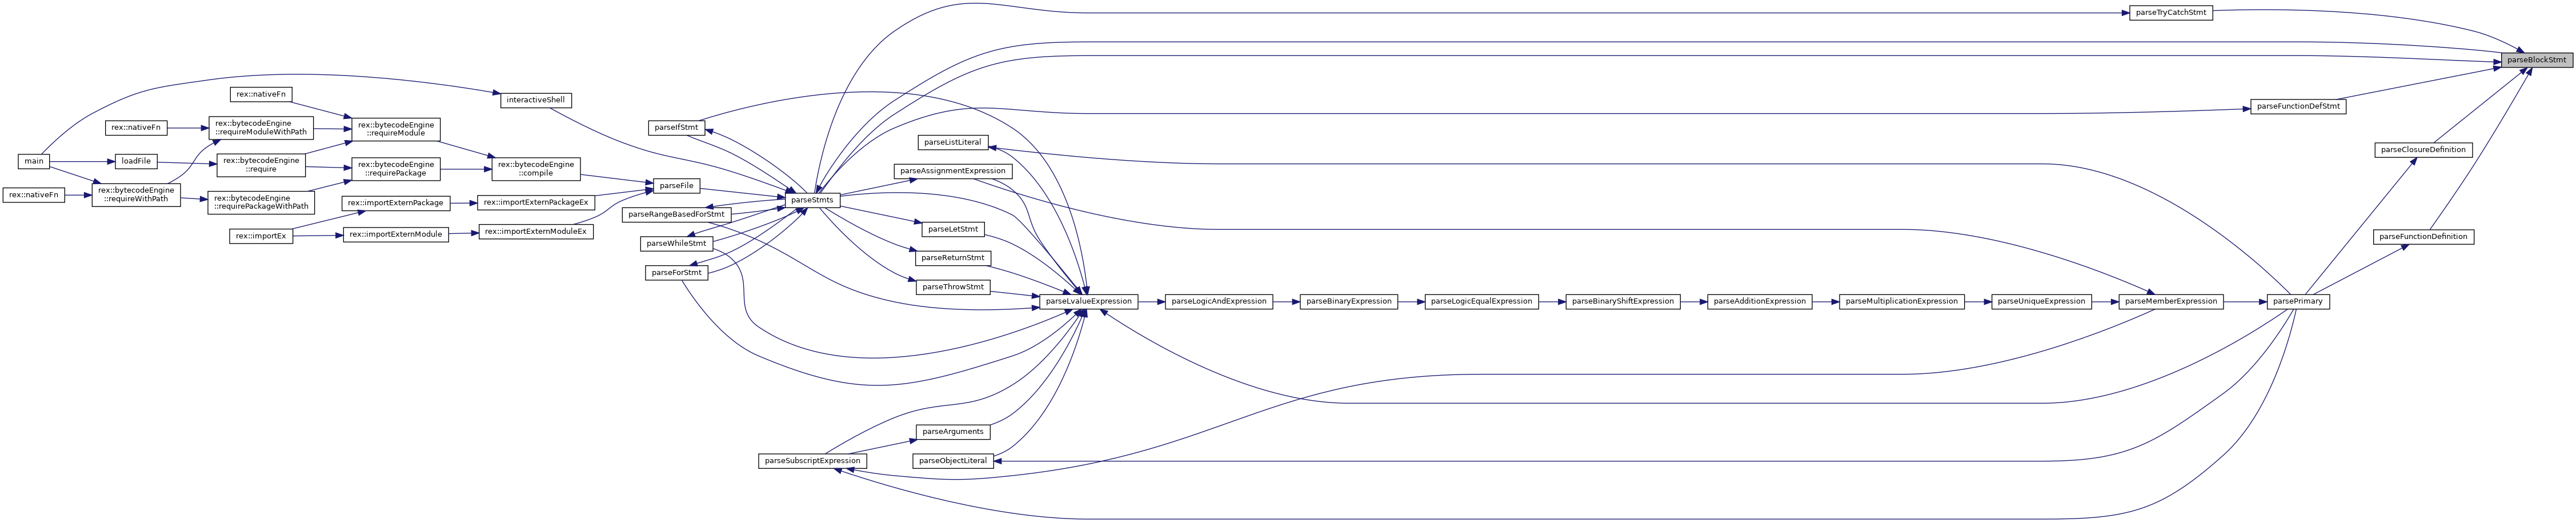 parseTryCatchStmt
parseBlockStmt
rex::nativeFn
interactiveShell
parseFunctionDefStmt
rex::nativeFn
rex::bytecodeEngine
::requireModuleWithPath
rex::bytecodeEngine
::requireModule
parseIfStmt
parseListLiteral
parseClosureDefinition
main
loadFile
rex::bytecodeEngine
::require
rex::bytecodeEngine
::requirePackage
rex::bytecodeEngine
::compile
parseAssignmentExpression
parseFile
rex::nativeFn
rex::bytecodeEngine
::requireWithPath
rex::bytecodeEngine
::requirePackageWithPath
rex::importExternPackage
rex::importExternPackageEx
parseStmts
parseRangeBasedForStmt
parseLetStmt
rex::importEx
rex::importExternModule
rex::importExternModuleEx
parseFunctionDefinition
parseWhileStmt
parseReturnStmt
parseForStmt
parseThrowStmt
parseLvalueExpression
parseLogicAndExpression
parseBinaryExpression
parseLogicEqualExpression
parseBinaryShiftExpression
parseAdditionExpression
parseMultiplicationExpression
parseUniqueExpression
parseMemberExpression
parsePrimary
parseArguments
parseSubscriptExpression
parseObjectLiteral